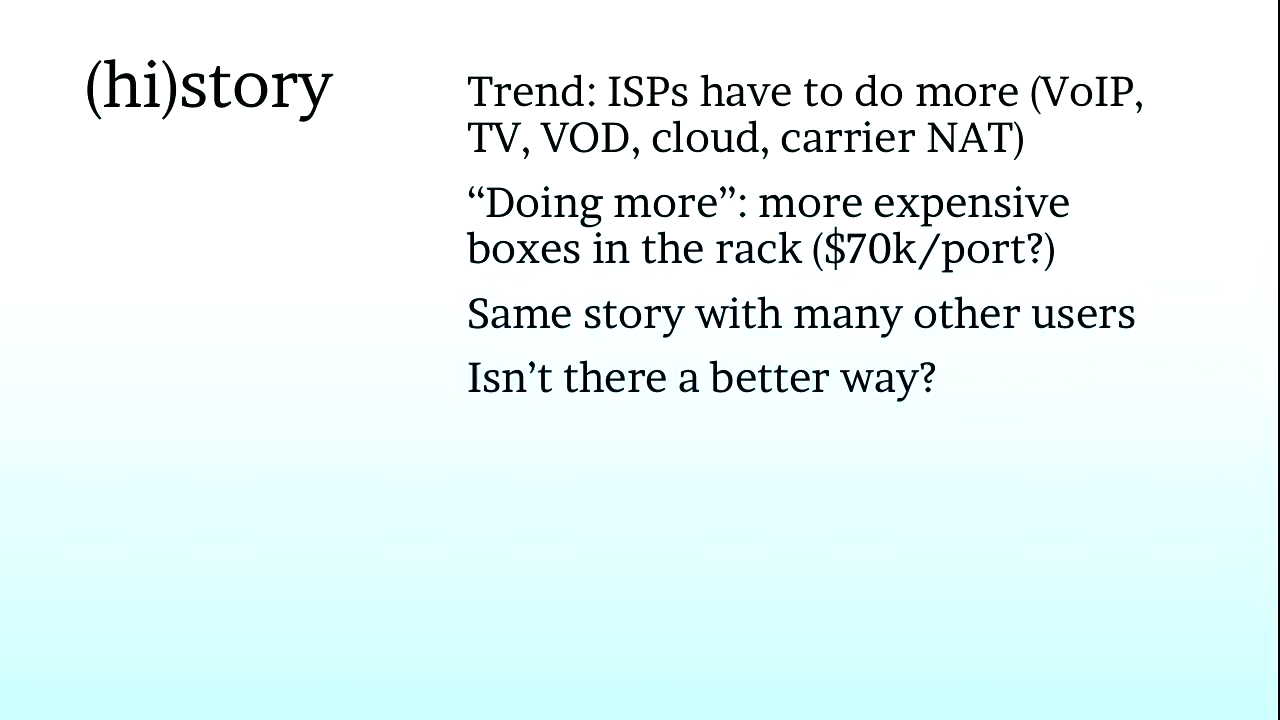 (hi)story
Trend: ISPs have to do more (VoIP,
TV, VOD, cloud, carrier NAT)
“Doing more”: more expensive
boxes in the rack ($70k/port?)
Same story with many other users
Isn’t there a better way?